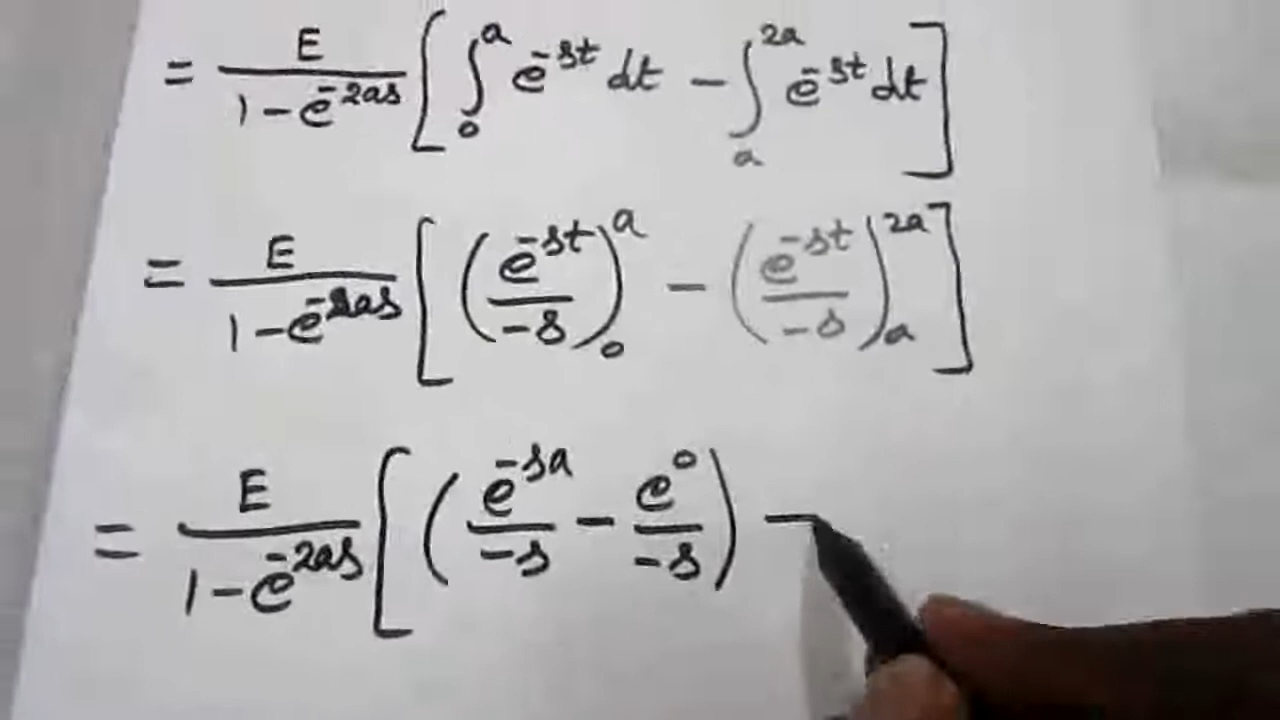 = E / (1 - e^{-2as}) [ ∫_0^a e^{-st} dt - ∫_a^{2a} e^{-st} dt ]
= E / (1 - e^{-2as}) [ (e^{-st} / -s)_0^a - (e^{-st} / -s)_a^{2a} ]
= E / (1 - e^{-2as}) [ (e^{-sa} / -s - e^0 / -s) -